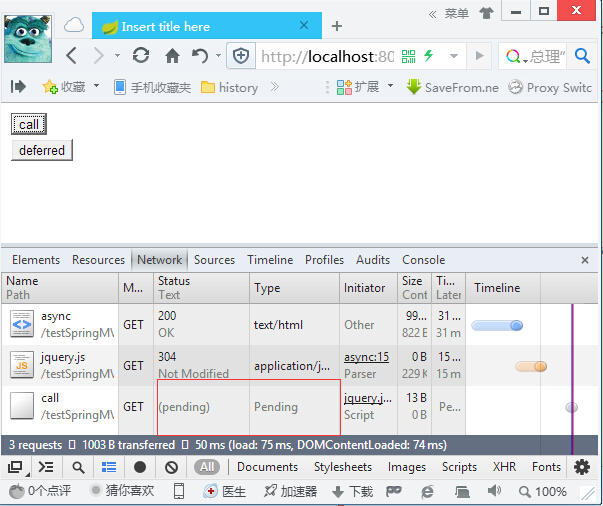 « 菜单
Insert title here
http://localhost:80
总理"
收藏 手机收藏夹 history » 扩展 SaveFrom.ne Proxy Switc
call
deferred
Elements Resources Network Sources Timeline Profiles Audits Console ×
Name M... Status Type Initiator Size Ti... Timeline
Path Text Cont Later
async GET 200 text/html Other 99... 31 ...
/testSpringM\ OK 822 B 31 m
jquery.js GET 304 application/j... async:15 0 B 15 ...
/testSpringM\ Not Modified Parser 229 K 15 m
call GET (pending) Pending jquery.j... 13 B Pe...
/testSpringM\ Script 0 B
3 requests ▯ 1003 B transferred ▯ 50 ms (load: 75 ms, DOMContentLoaded: 74 ms)
All Documents Stylesheets Images Scripts XHR Fonts
0个点评 猜你喜欢 医生 加速器 下载 100%